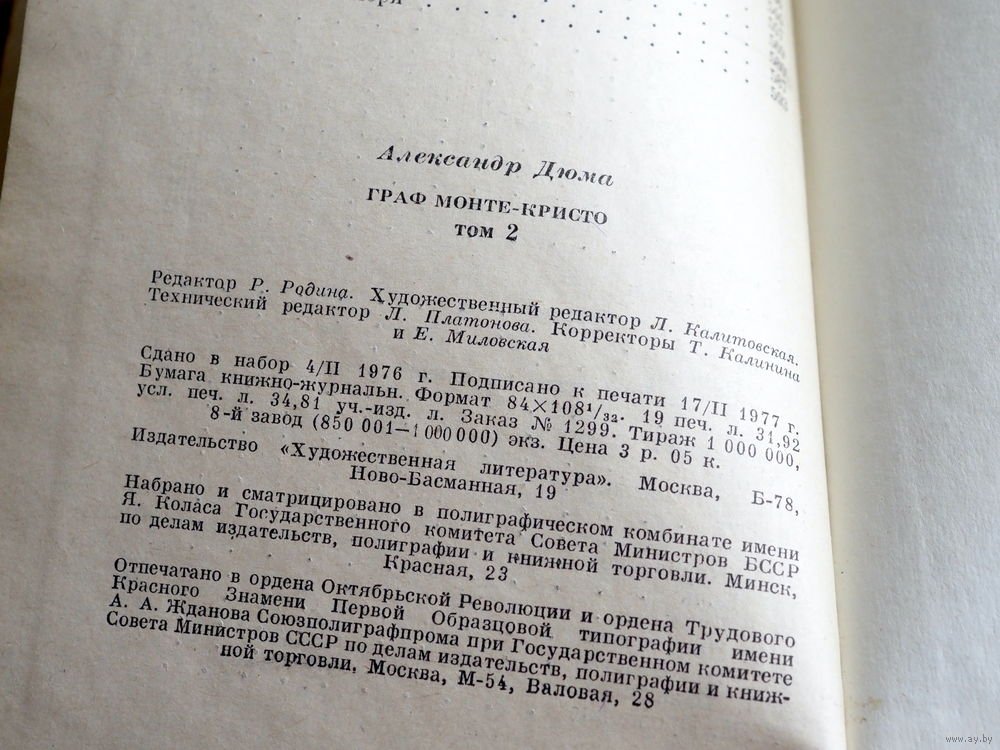 Александр Дюма
ГРАФ МОНТЕ-КРИСТО
том 2
Редактор Р. Родина. Художественный редактор Л. Калитовская.
Технический редактор Л. Платонова. Корректоры Т. Калинина
и Е. Миловская
Сдано в набор 4/II 1976 г. Подписано к печати 17/II 1977 г.
Бумага книжно-журнальн. Формат 84×108¹/₃₂. 19 печ. л. 31,92
усл. печ. л. 34,81 уч.-изд. л. Заказ № 1299. Тираж 1 000 000,
8-й завод (850 001—1 000 000) экз. Цена 3 р. 05 к.
Издательство «Художественная литература». Москва, Б-78,
Ново-Басманная, 19
Набрано и сматрицировано в полиграфическом комбинате имени
Я. Коласа Государственного комитета Совета Министров БССР
по делам издательств, полиграфии и книжной торговли. Минск,
Красная, 23
Отпечатано в ордена Октябрьской Революции и ордена Трудового
Красного Знамени Первой Образцовой типографии имени
А. А. Жданова Союзполиграфпрома при Государственном комитете
Совета Министров СССР по делам издательств, полиграфии и книж-
ной торговли. Москва, М-54, Валовая, 28
www.ay.by